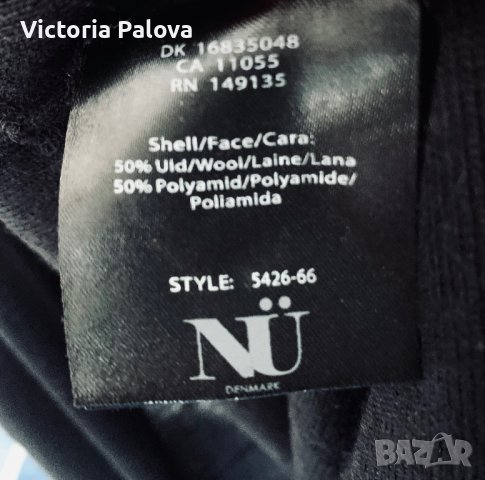 Victoria Palova
DK 16835048
CA 11055
RN 149135
Shell/Face/Cara:
50% Uld/Wool/Laine/Lana
50% Polyamid/Polyamide/
Poliamida
STYLE: 5426-66
NÜ
DENMARK
BAZAR